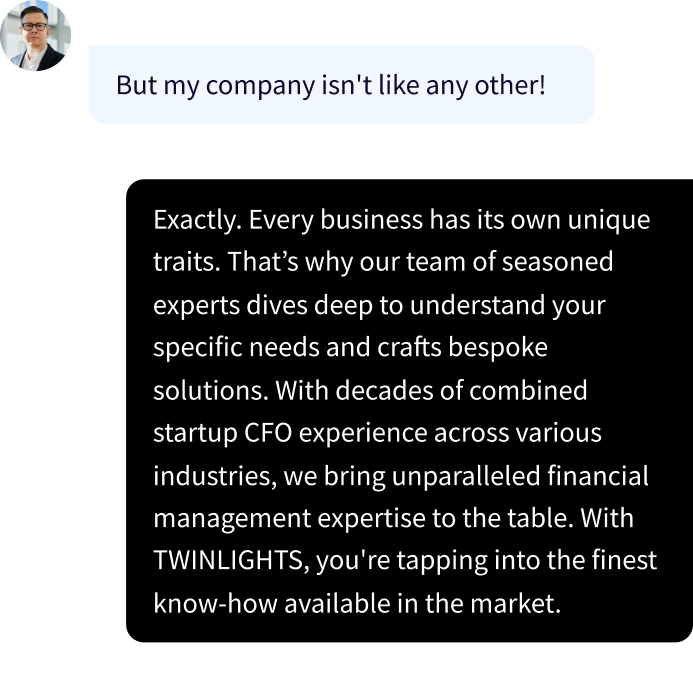 But my company isn't like any other!
Exactly. Every business has its own unique
traits. That’s why our team of seasoned
experts dives deep to understand your
specific needs and crafts bespoke
solutions. With decades of combined
startup CFO experience across various
industries, we bring unparalleled financial
management expertise to the table. With
TWINLIGHTS, you're tapping into the finest
know-how available in the market.